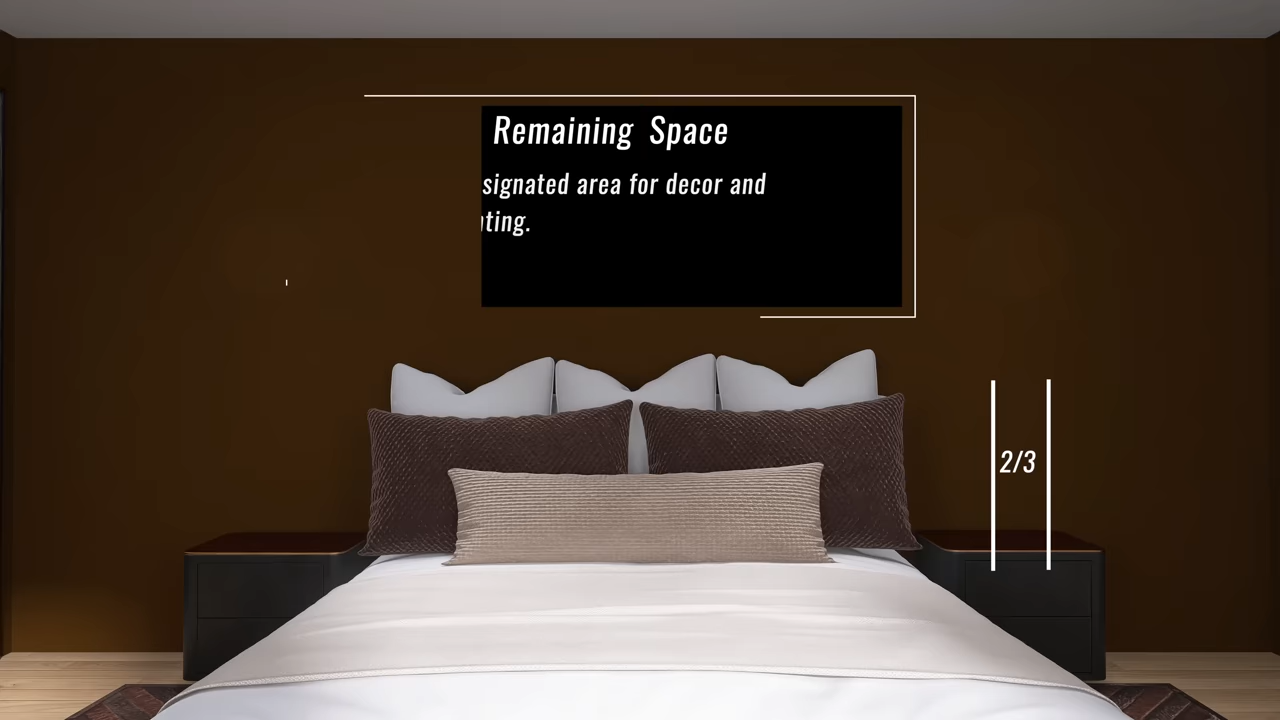 Remaining Space
signated area for decor and
ting.
2/3